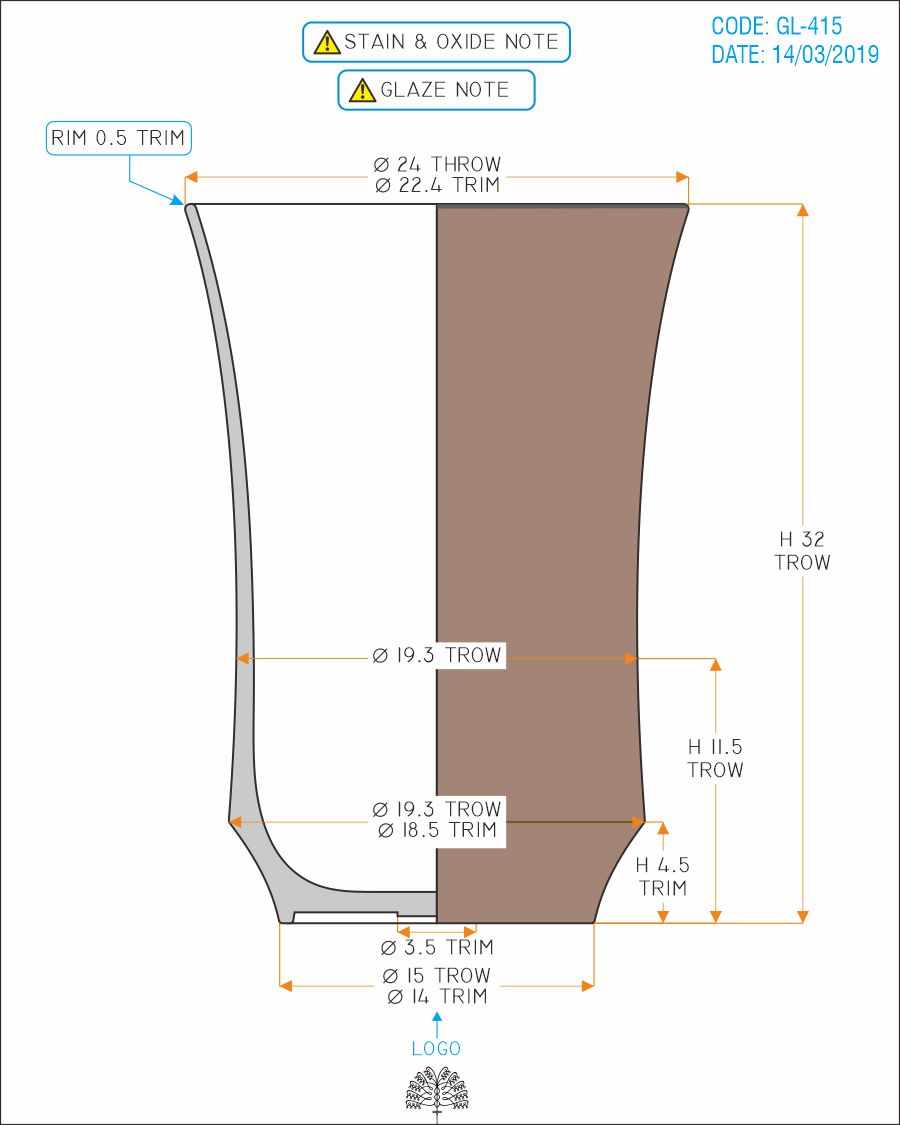 CODE: GL-415
DATE: 14/03/2019
STAIN & OXIDE NOTE
GLAZE NOTE
RIM 0.5 TRIM
Ø 24 THROW
Ø 22.4 TRIM
H 32
TROW
Ø 19.3 TROW
H 11.5
TROW
Ø 19.3 TROW
Ø 18.5 TRIM
H 4.5
TRIM
Ø 3.5 TRIM
Ø 15 TROW
Ø 14 TRIM
LOGO